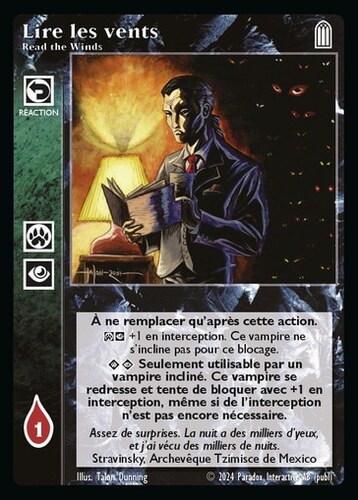 Lire les vents
Read the Winds
RÉACTION
À ne remplacer qu'après cette action.
+1 en interception. Ce vampire ne
s'incline pas pour ce blocage.
Seulement utilisable par un
vampire incliné. Ce vampire se
redresse et tente de bloquer avec +1 en
interception, même si de l'interception
n'est pas encore nécessaire.
Assez de surprises. La nuit a des milliers d'yeux,
et j'ai vécu des milliers de nuits.
Stravinsky, Archevêque Tzimisce de Mexico
1
Illus. Talon Dunning
© 2024 Paradox Interactive AB (publ)